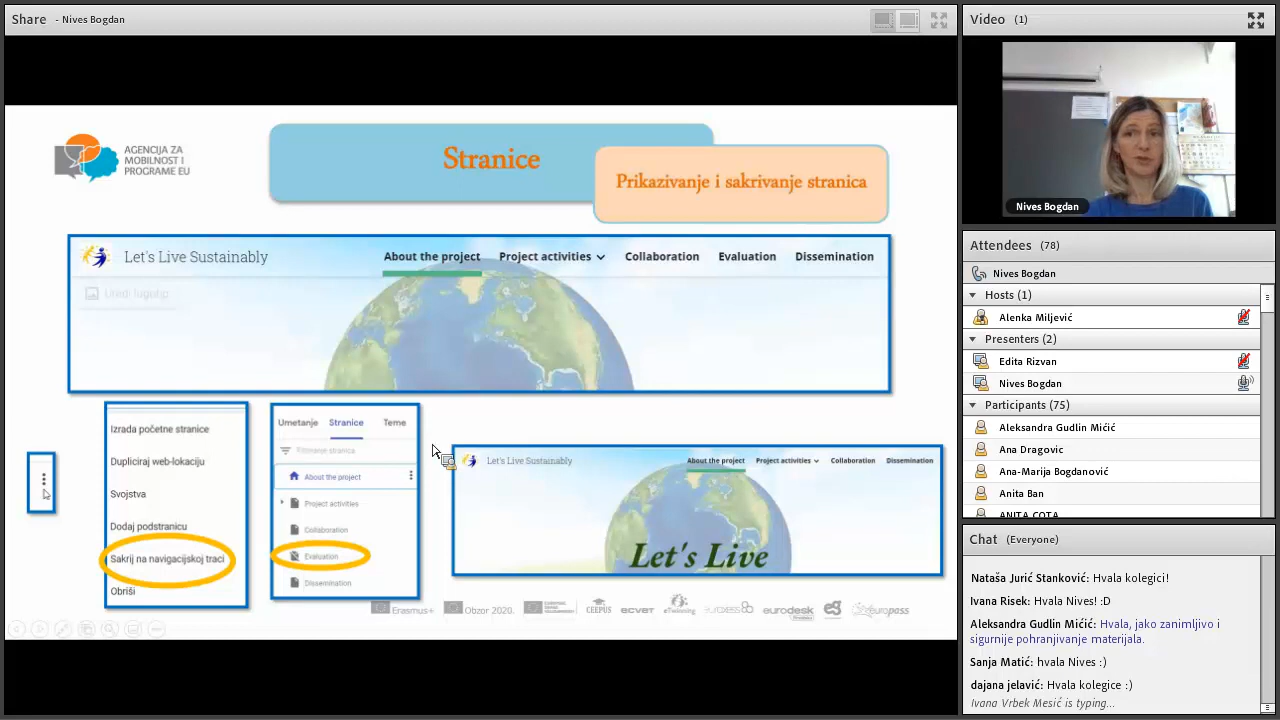 Share - Nives Bogdan
AGENCIJA ZA
MOBILNOST I
PROGRAME EU
Stranice
Prikazivanje i sakrivanje stranica
Let's Live Sustainably
About the project
Project activities
Collaboration
Evaluation
Dissemination
Uredi logotip
Izrada početne stranice
Dupliciraj web-lokaciju
Svojstva
Dodaj podstranicu
Sakrij na navigacijskoj traci
Obriši
Umetanje Stranice Teme
Filtriranje stranica
About the project
Project activities
Collaboration
Evaluation
Dissemination
Let's Live Sustainably
About the project
Project activities
Collaboration
Dissemination
Let's Live
Erasmus+
Obzor 2020.
CEEPUS
ECVET
eTwinning
eurodesk
europass
Video (1)
Nives Bogdan
Attendees (78)
Nives Bogdan
Hosts (1)
Alenka Miljević
Presenters (2)
Edita Rizvan
Nives Bogdan
Participants (75)
Aleksandra Gudlin Mićić
Ana Dragovic
Ana-Marija Bogdanović
Anita Ban
ANITA COTA
Chat (Everyone)
Nataša Jurić Stanković: Hvala kolegici!
Ivana Risek: Hvala Nives! :D
Aleksandra Gudlin Mićić: Hvala, jako zanimljivo i
sigurnije pohranjivanje materijala.
Sanja Matić: hvala Nives :)
dajana jelavić: Hvala kolegice :)
Ivana Vrbek Mesić is typing...